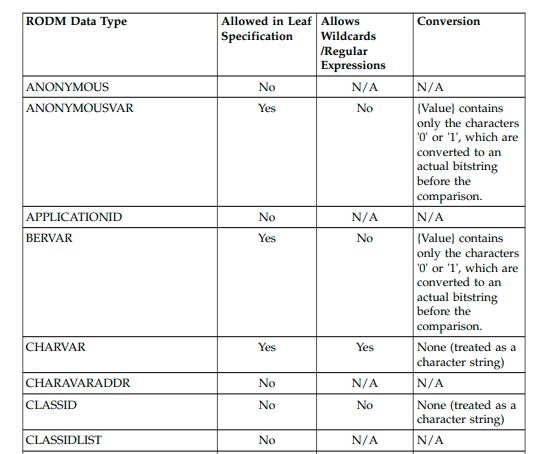 RODM Data Type Allowed in Leaf Specification Allows Wildcards /Regular Expressions Conversion
ANONYMOUS No N/A N/A
ANONYMOUSVAR Yes No {Value} contains
only the characters
'0' or '1', which are
converted to an
actual bitstring
before the
comparison.
APPLICATIONID No N/A N/A
BERVAR Yes No {Value} contains
only the characters
'0' or '1', which are
converted to an
actual bitstring
before the
comparison.
CHARVAR Yes Yes None (treated as a
character string)
CHARAVARADDR No N/A N/A
CLASSID No No None (treated as a
character string)
CLASSIDLIST No N/A N/A